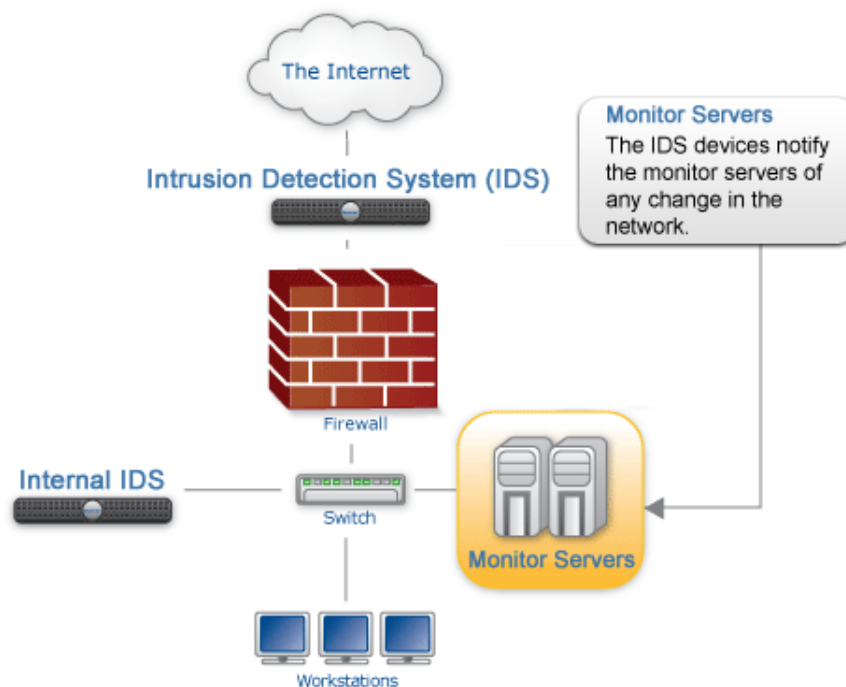 The Internet
Intrusion Detection System (IDS)
Monitor Servers
The IDS devices notify
the monitor servers of
any change in the
network.
Firewall
Internal IDS
Switch
Monitor Servers
Workstations